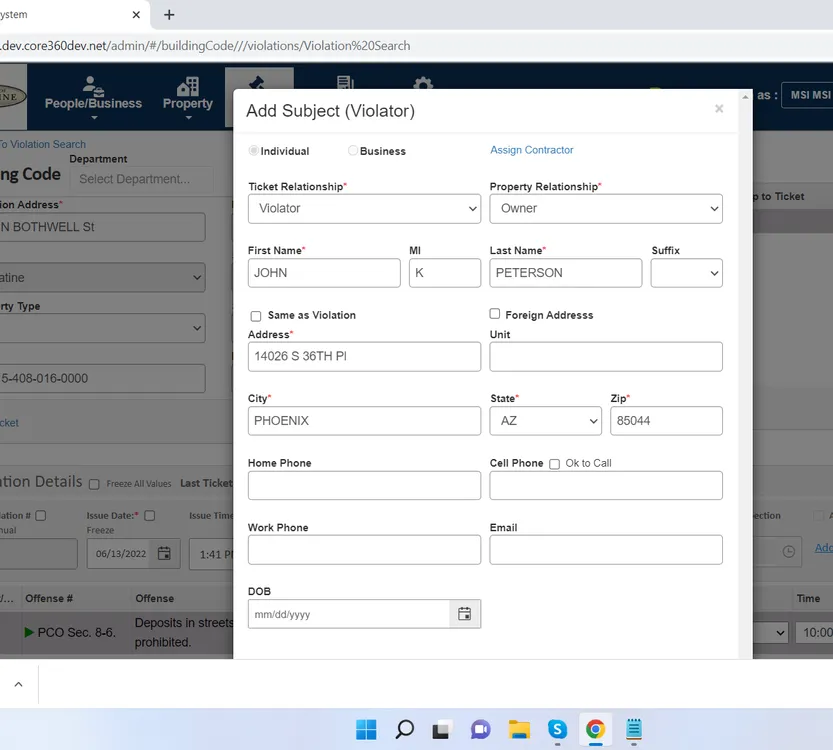 ystem
.dev.core360dev.net/admin/#/buildingCode///violations/Violation%20Search
NE
People/Business
Property
as :
MSI MSI
To Violation Search
ng Code
Department
Select Department...
ion Address*
N BOTHWELL St
atine
rty Type
5-408-016-0000
cket
p to Ticket
Add Subject (Violator)
×
Individual
Business
Assign Contractor
Ticket Relationship*
Property Relationship*
Violator
Owner
First Name*
MI
Last Name*
Suffix
JOHN
K
PETERSON
Same as Violation
Foreign Addresss
Address*
Unit
14026 S 36TH Pl
City*
State*
Zip*
PHOENIX
AZ
85044
Home Phone
Cell Phone
Ok to Call
Work Phone
Email
DOB
mm/dd/yyyy
ation Details
Freeze All Values
Last Ticket
lation #
Issue Date:*
Issue Time
nual
Freeze
06/13/2022
1:41 P
ection
Add
/...
Offense #
Offense
Time
PCO Sec. 8-6.
Deposits in streets
prohibited.
10:00